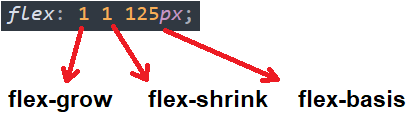 flex: 1 1 125px;
flex-grow flex-shrink flex-basis